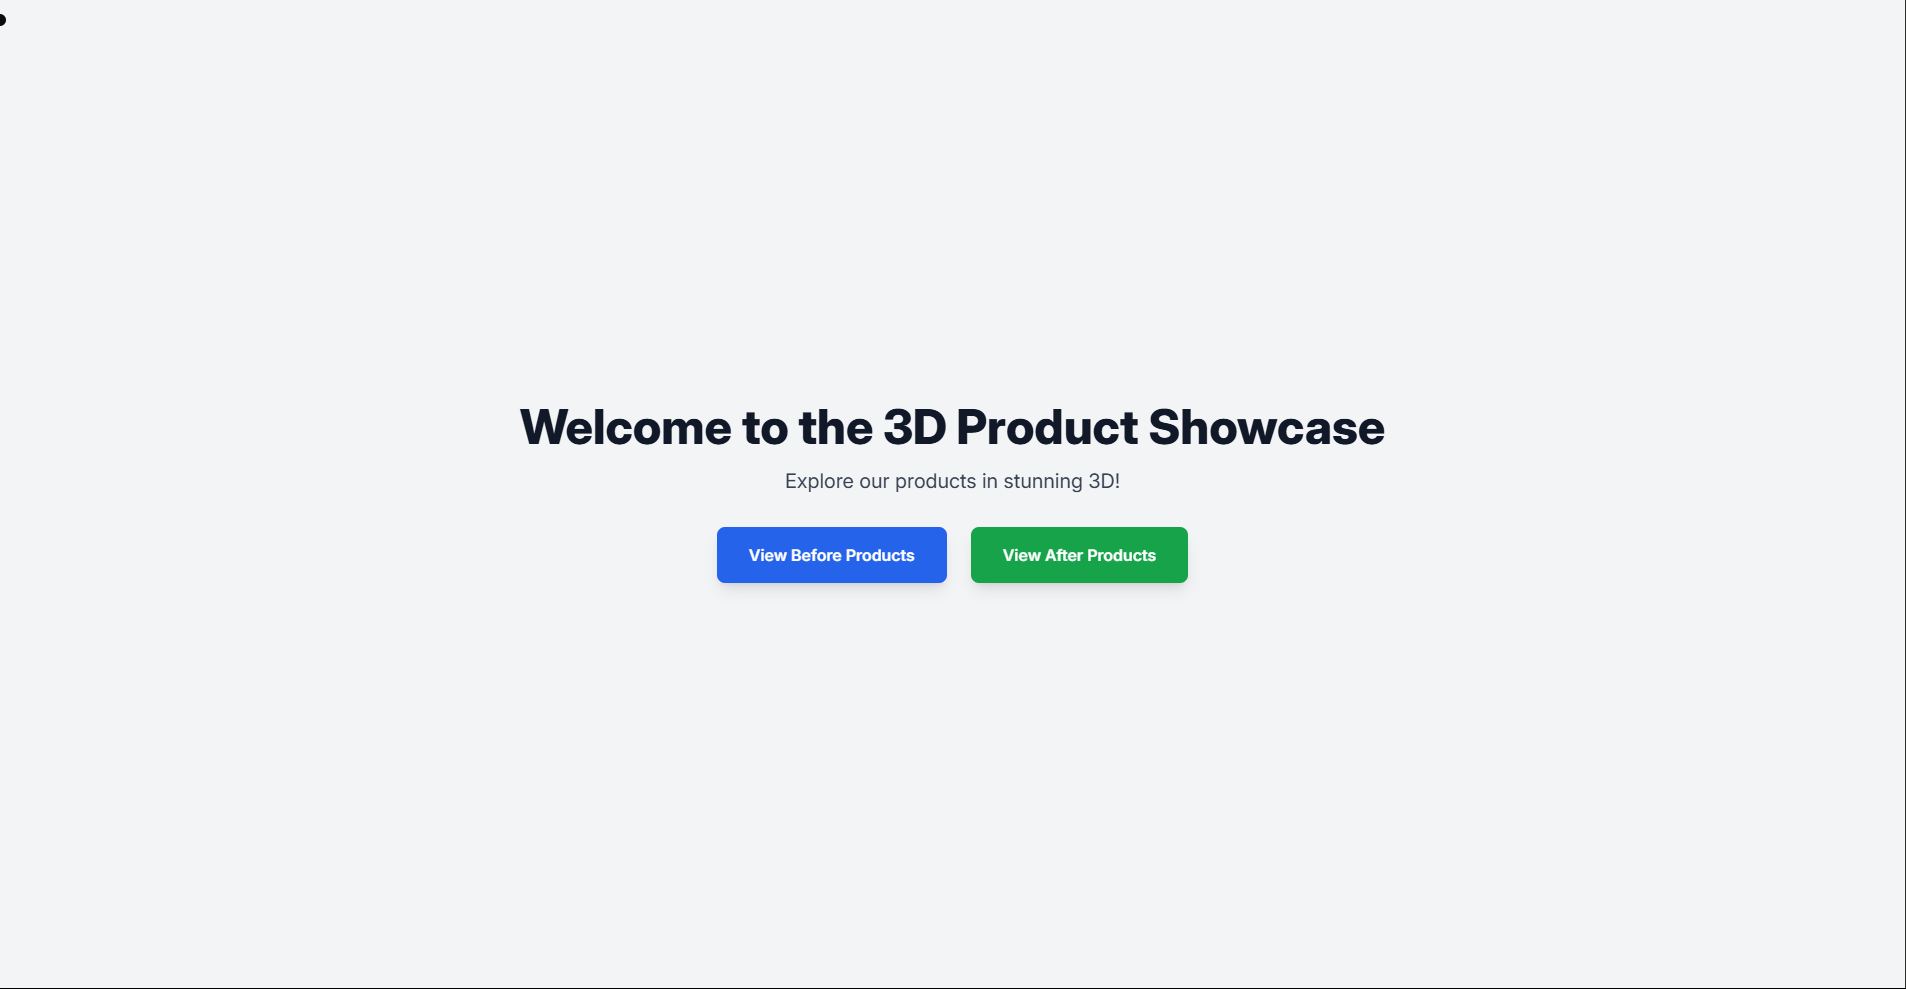 Welcome to the 3D Product Showcase
Explore our products in stunning 3D!
View Before Products
View After Products